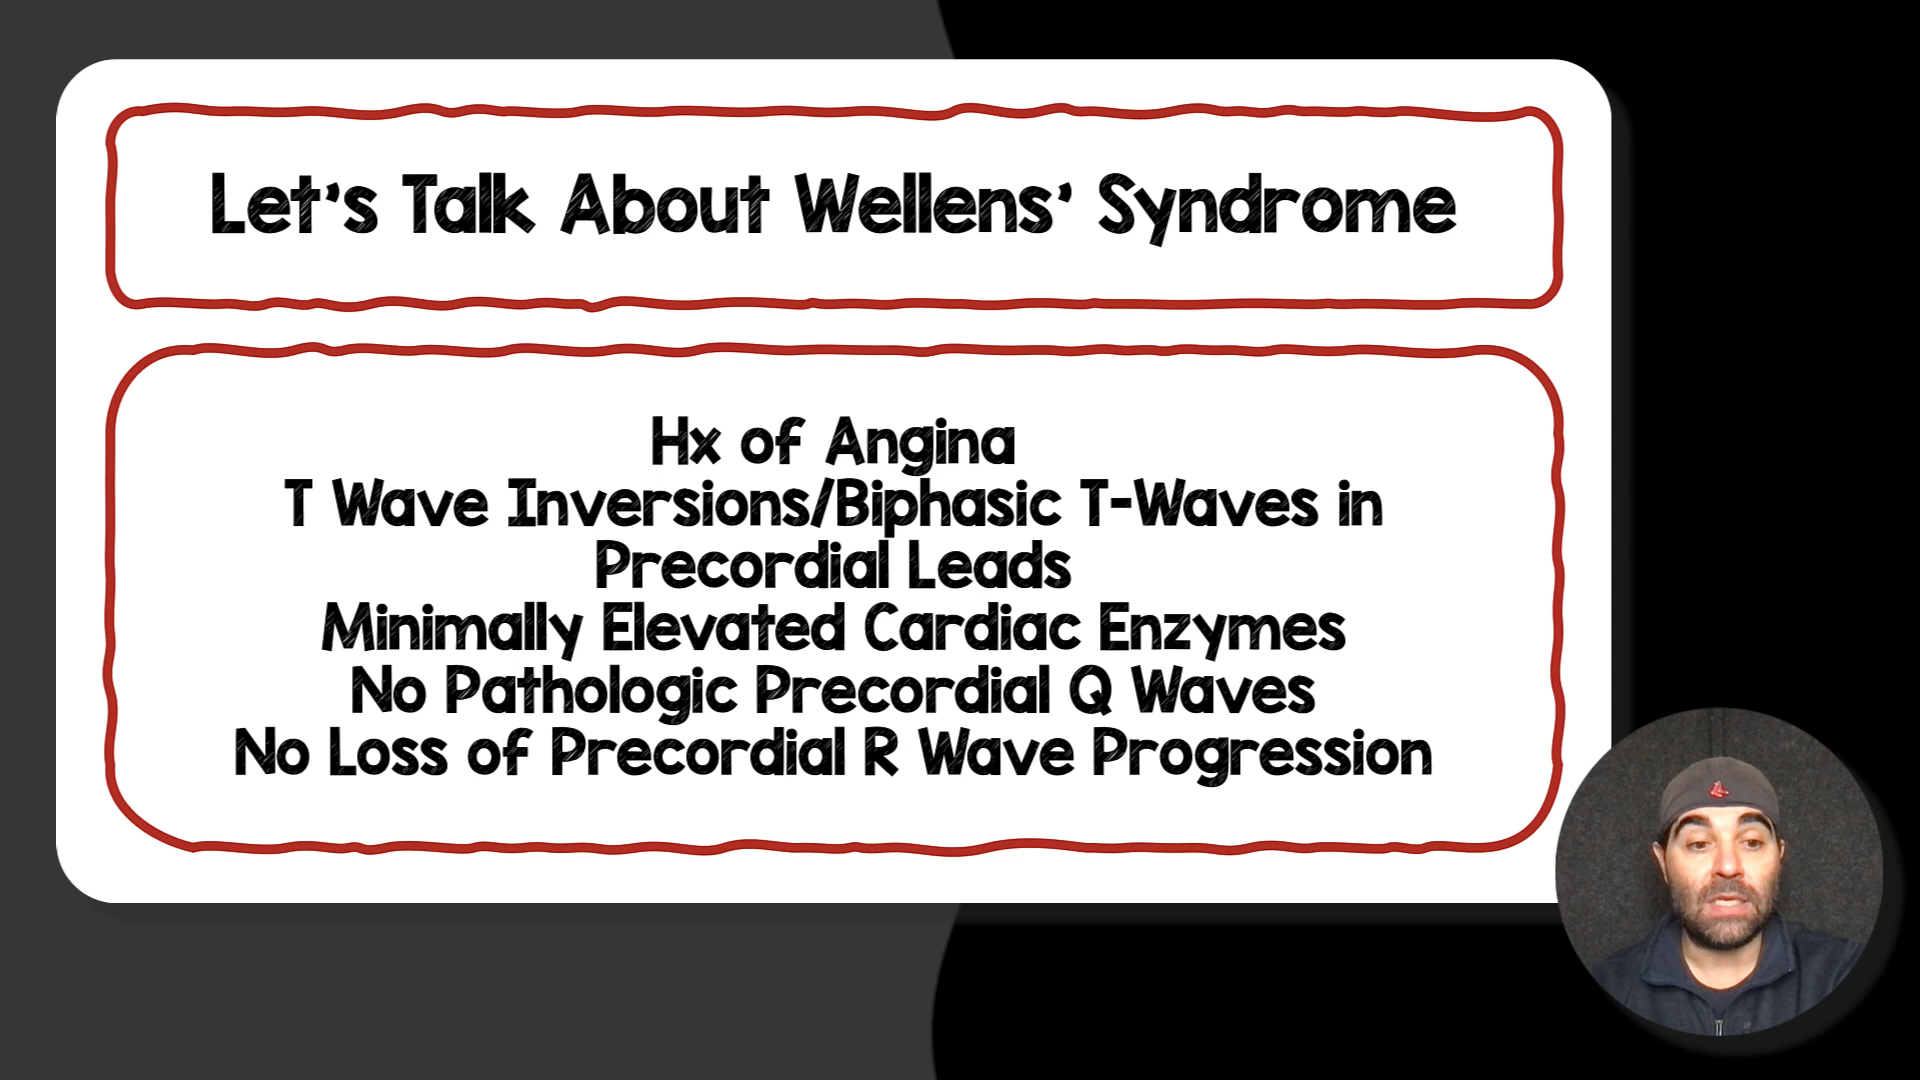 Let's Talk About Wellens' Syndrome
Hx of Angina
T Wave Inversions/Biphasic T-Waves in
Precordial Leads
Minimally Elevated Cardiac Enzymes
No Pathologic Precordial Q Waves
No Loss of Precordial R Wave Progression